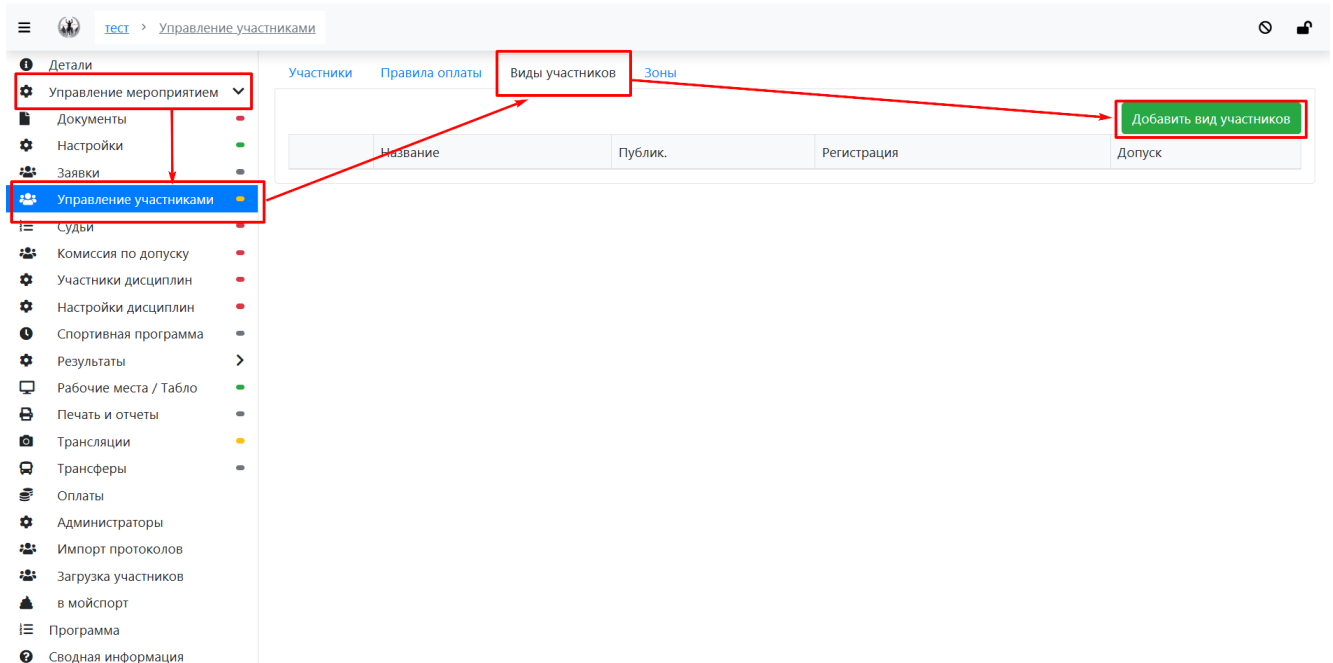 тест > Управление участниками
Детали
Управление мероприятием
Документы
Настройки
Заявки
Управление участниками
Судьи
Комиссия по допуску
Участники дисциплин
Настройки дисциплин
Спортивная программа
Результаты
Рабочие места / Табло
Печать и отчеты
Трансляции
Трансферы
Оплаты
Администраторы
Импорт протоколов
Загрузка участников
в мойспорт
Программа
Сводная информация
Участники Правила оплаты Виды участников Зоны
Добавить вид участников
Название Публик. Регистрация Допуск